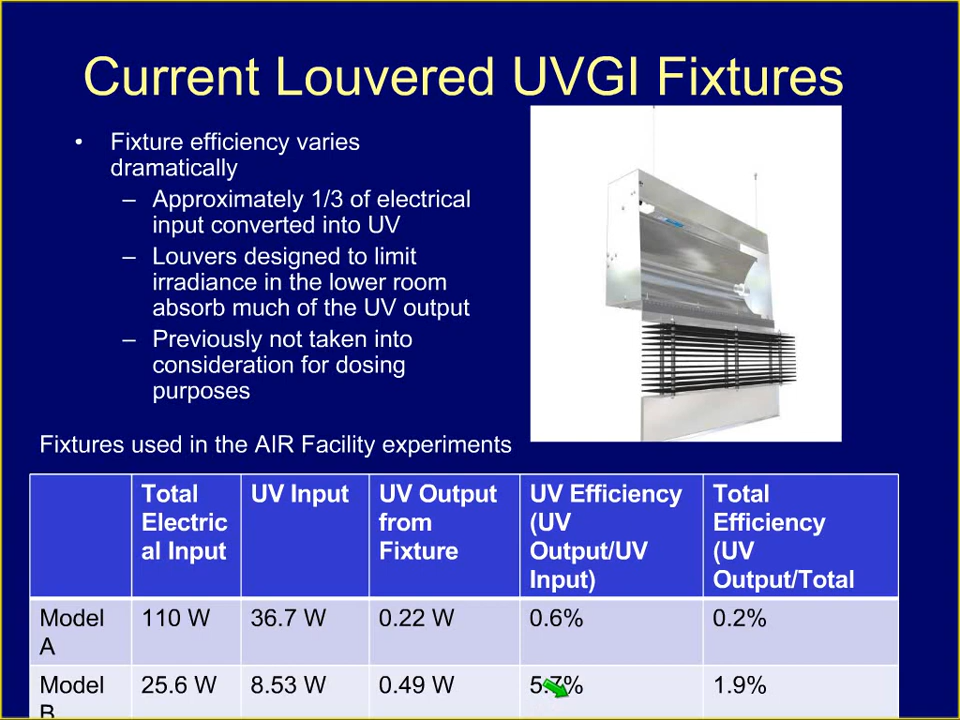 Current Louvered UVGI Fixtures
• Fixture efficiency varies
dramatically
– Approximately 1/3 of electrical
input converted into UV
– Louvers designed to limit
irradiance in the lower room
absorb much of the UV output
– Previously not taken into
consideration for dosing
purposes
Fixtures used in the AIR Facility experiments
Total
Electric
al Input
UV Input
UV Output
from
Fixture
UV Efficiency
(UV
Output/UV
Input)
Total
Efficiency
(UV
Output/Total
Model
A
110 W
36.7 W
0.22 W
0.6%
0.2%
Model
B
25.6 W
8.53 W
0.49 W
5.7%
1.9%